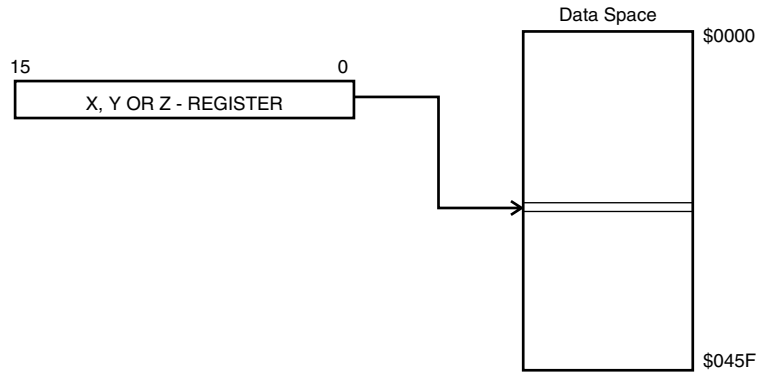 Data Space
$0000
15 0
X, Y OR Z - REGISTER
$045F